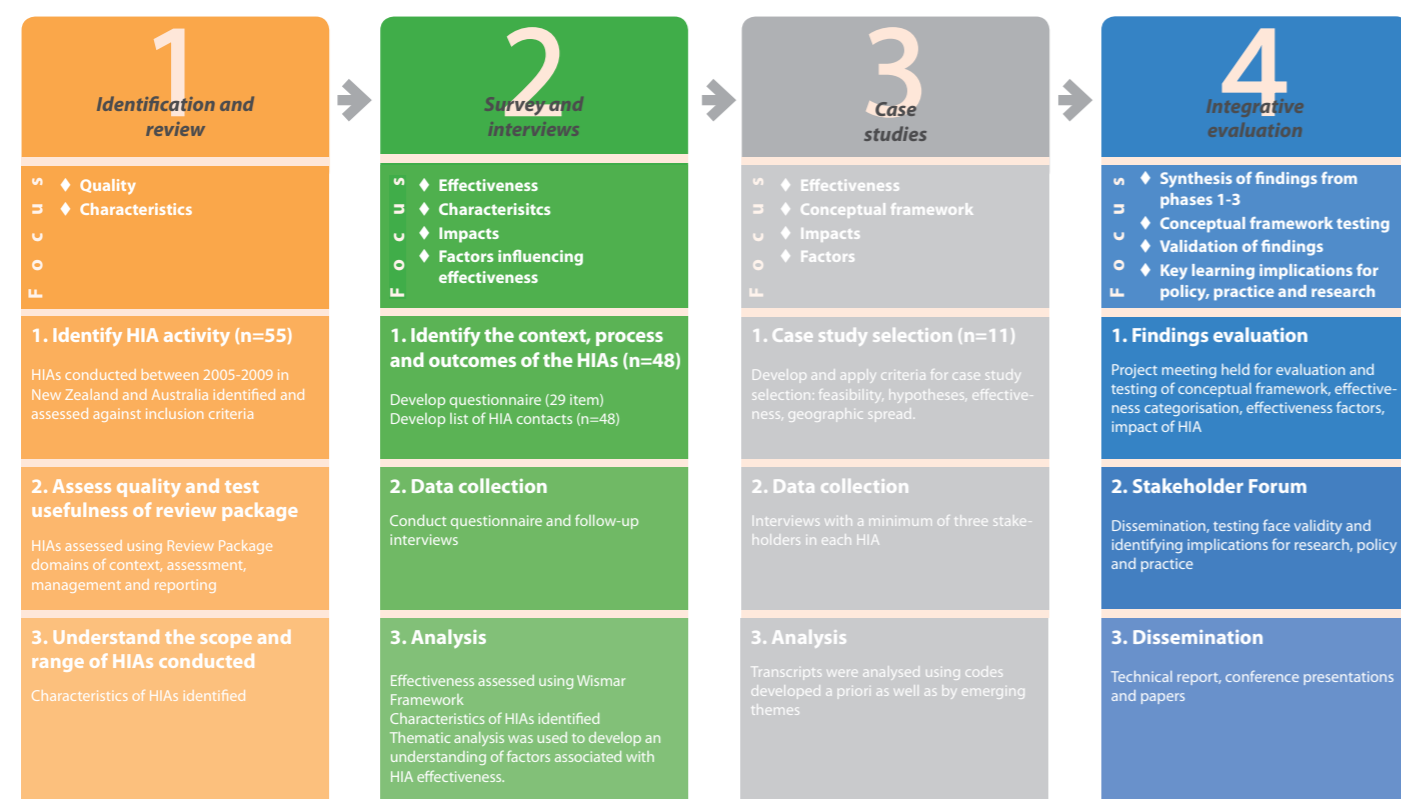 1
Identification and
review
F O C U S
♦ Quality
♦ Characteristics
1. Identify HIA activity (n=55)
HIAs conducted between 2005-2009 in
New Zealand and Australia identified and
assessed against inclusion criteria
2. Assess quality and test
usefulness of review package
HIAs assessed using Review Package
domains of context, assessment,
management and reporting
3. Understand the scope and
range of HIAs conducted
Characteristics of HIAs identified
2
Survey and
interviews
F O C U S
♦ Effectiveness
♦ Characterisitcs
♦ Impacts
♦ Factors influencing
effectiveness
1. Identify the context, process
and outcomes of the HIAs (n=48)
Develop questionnaire (29 item)
Develop list of HIA contacts (n=48)
2. Data collection
Conduct questionnaire and follow-up
interviews
3. Analysis
Effectiveness assessed using Wismar
Framework
Characteristics of HIAs identified
Thematic analysis was used to develop an
understanding of factors associated with
HIA effectiveness.
3
Case
studies
F O C U S
♦ Effectiveness
♦ Conceptual framework
♦ Impacts
♦ Factors
1. Case study selection (n=11)
Develop and apply criteria for case study
selection: feasibility, hypotheses, effective-
ness, geographic spread.
2. Data collection
Interviews with a minimum of three stake-
holders in each HIA
3. Analysis
Transcripts were analysed using codes
developed a priori as well as by emerging
themes
4
Integrative
evaluation
F O C U S
♦ Synthesis of findings from
phases 1-3
♦ Conceptual framework testing
♦ Validation of findings
♦ Key learning implications for
policy, practice and research
1. Findings evaluation
Project meeting held for evaluation and
testing of conceptual framework, effective-
ness categorisation, effectiveness factors,
impact of HIA
2. Stakeholder Forum
Dissemination, testing face validity and
identifying implications for research, policy
and practice
3. Dissemination
Technical report, conference presentations
and papers